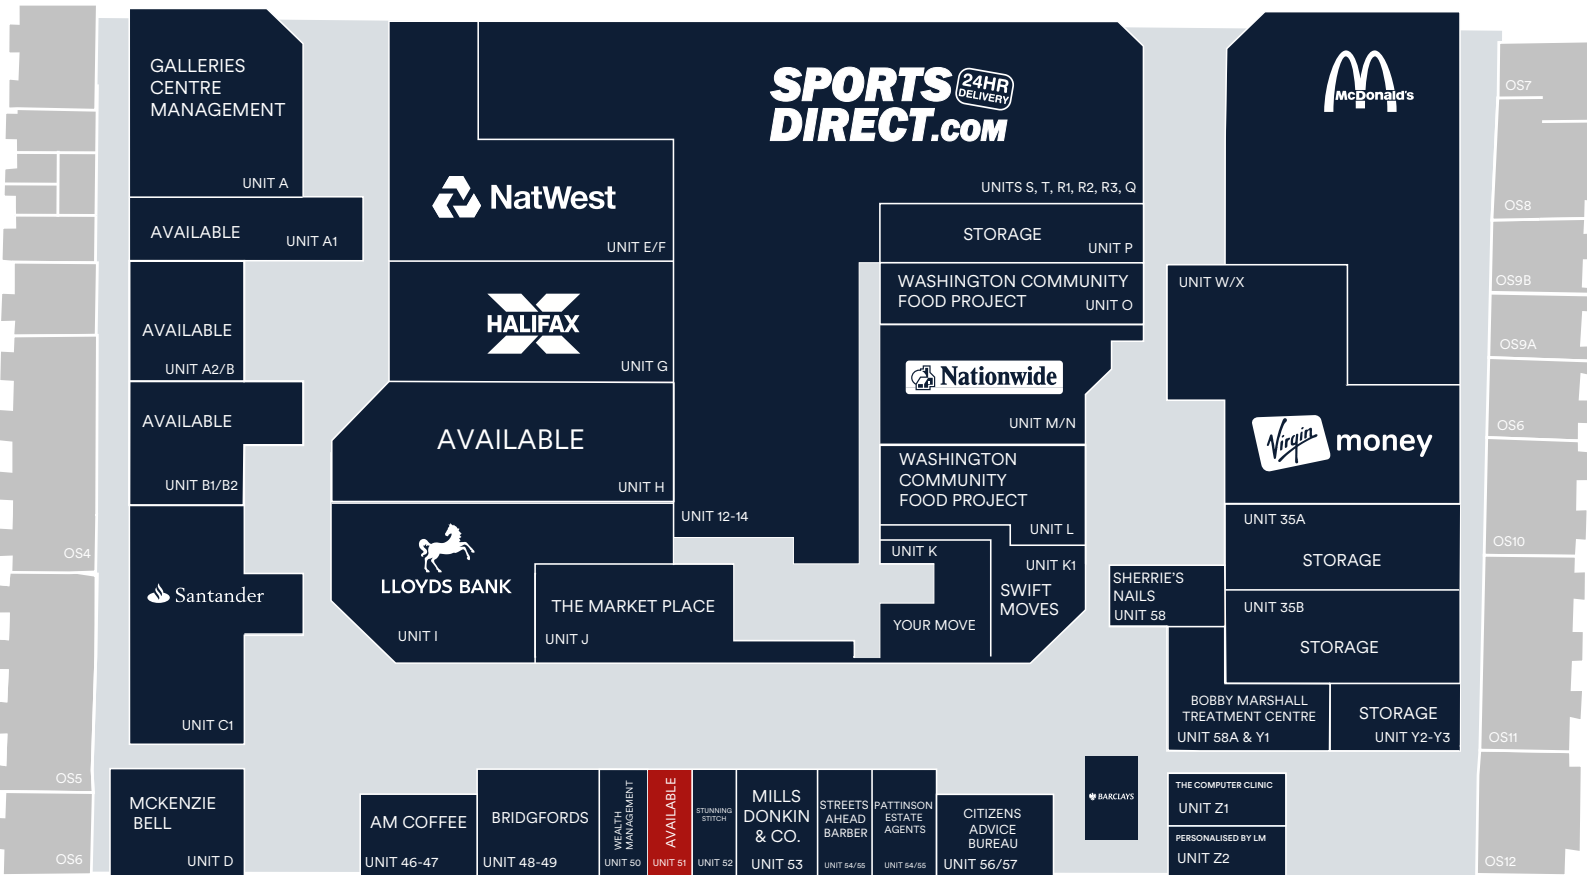 GALLERIES
CENTRE
MANAGEMENT
UNIT A
AVAILABLE
UNIT A1
AVAILABLE
UNIT A2/B
AVAILABLE
UNIT B1/B2
Santander
UNIT C1
MCKENZIE
BELL
UNIT D
NatWest
UNIT E/F
HALIFAX
UNIT G
AVAILABLE
UNIT H
LLOYDS BANK
UNIT I
THE MARKET PLACE
UNIT J
SPORTS
DIRECT.COM
24HR
DELIVERY
UNITS S, T, R1, R2, R3, Q
UNIT 12-14
STORAGE
UNIT P
WASHINGTON COMMUNITY
FOOD PROJECT
UNIT O
Nationwide
UNIT M/N
WASHINGTON
COMMUNITY
FOOD PROJECT
UNIT L
UNIT K
YOUR MOVE
UNIT K1
SWIFT
MOVES
McDonald's
UNIT W/X
Virgin money
UNIT 35A
STORAGE
UNIT 35B
STORAGE
SHERRIE'S
NAILS
UNIT 58
BOBBY MARSHALL
TREATMENT CENTRE
UNIT 58A & Y1
STORAGE
UNIT Y2-Y3
AM COFFEE
UNIT 46-47
BRIDGFORDS
UNIT 48-49
WEALTH
MANAGEMENT
UNIT 50
AVAILABLE
UNIT 51
STUNNING
STITCH
UNIT 52
MILLS
DONKIN
& CO.
UNIT 53
STREETS
AHEAD
BARBER
UNIT 54/55
PATTINSON
ESTATE
AGENTS
UNIT 54/55
CITIZENS
ADVICE
BUREAU
UNIT 56/57
BARCLAYS
THE COMPUTER CLINIC
UNIT Z1
PERSONALISED BY LM
UNIT Z2
OS4
OS5
OS6
OS7
OS8
OS9B
OS9A
OS6
OS10
OS11
OS12